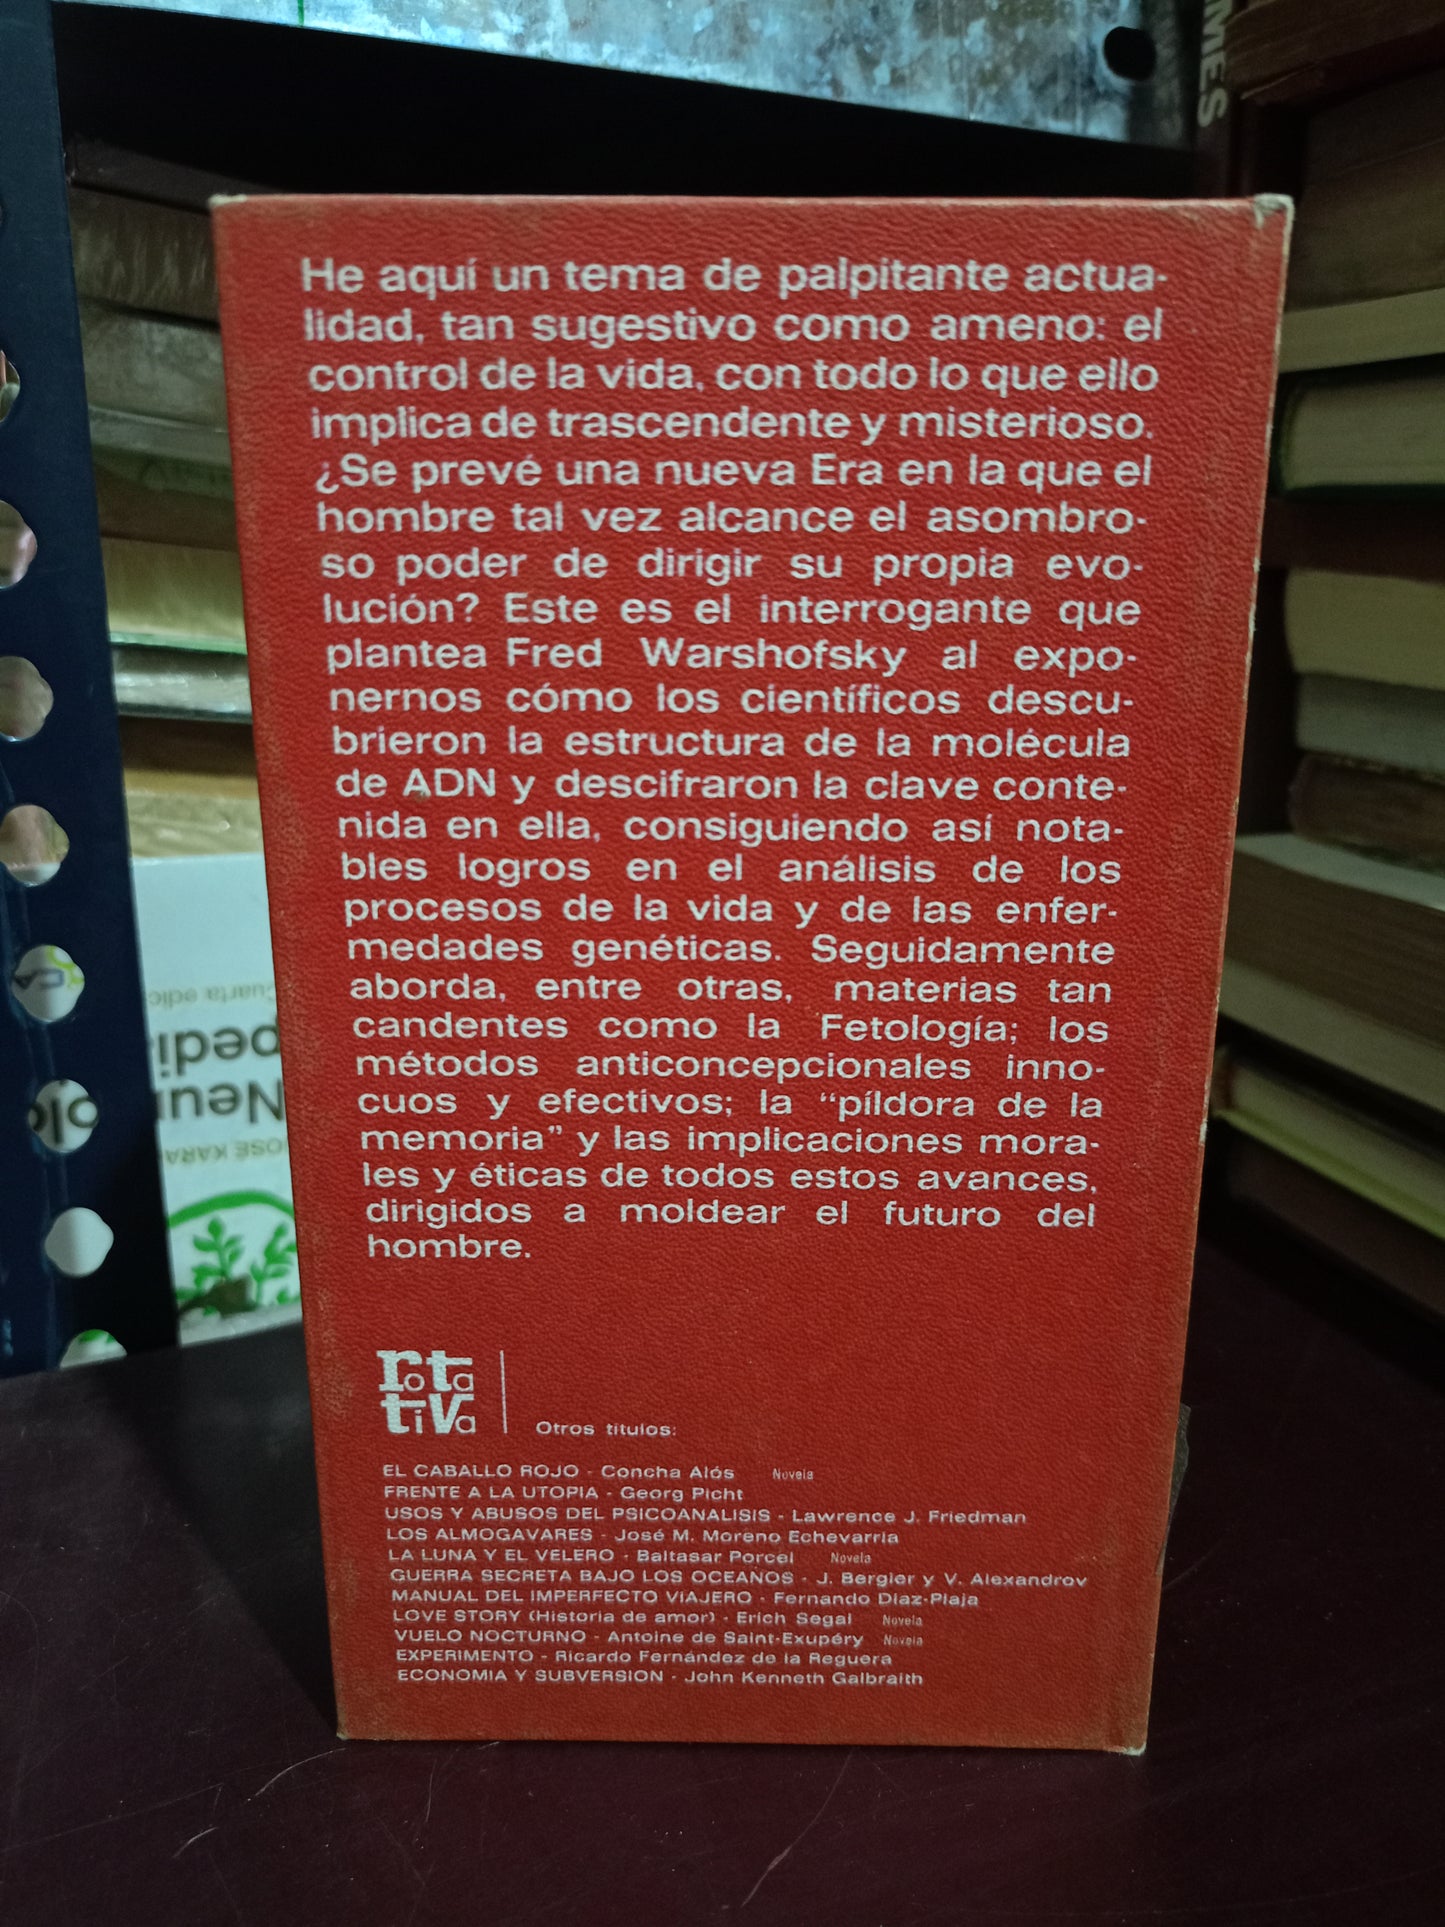 He aquí un tema de palpitante actua-
lidad, tan sugestivo como ameno: el
control de la vida, con todo lo que ello
implica de trascendente y misterioso.
¿Se prevé una nueva Era en la que el
hombre tal vez alcance el asombro-
so poder de dirigir su propia evo-
lución? Este es el interrogante que
plantea Fred Warshofsky al expo-
nernos cómo los científicos descu-
brieron la estructura de la molécula
de ADN y descifraron la clave conte-
nida en ella, consiguiendo así nota-
bles logros en el análisis de los
procesos de la vida y de las enfer-
medades genéticas. Seguidamente
aborda, entre otras, materias tan
candentes como la Fetología; los
métodos anticoncepcionales inno-
cuos y efectivos; la “píldora de la
memoria” y las implicaciones mora-
les y éticas de todos estos avances,
dirigidos a moldear el futuro del
hombre.
rota
tiva
Otros títulos:
EL CABALLO ROJO - Concha Alós Novela
FRENTE A LA UTOPIA - Georg Picht
USOS Y ABUSOS DEL PSICOANALISIS - Lawrence J. Friedman
LOS ALMOGAVARES - José M. Moreno Echevarría
LA LUNA Y EL VELERO - Baltasar Porcel Novela
GUERRA SECRETA BAJO LOS OCEANOS - J. Bergier y V. Alexandrov
MANUAL DEL IMPERFECTO VIAJERO - Fernando Díaz-Plaja
LOVE STORY (Historia de amor) - Erich Segal Novela
VUELO NOCTURNO - Antoine de Saint-Exupéry Novela
EXPERIMENTO - Ricardo Fernández de la Reguera
ECONOMIA Y SUBVERSION - John Kenneth Galbraith